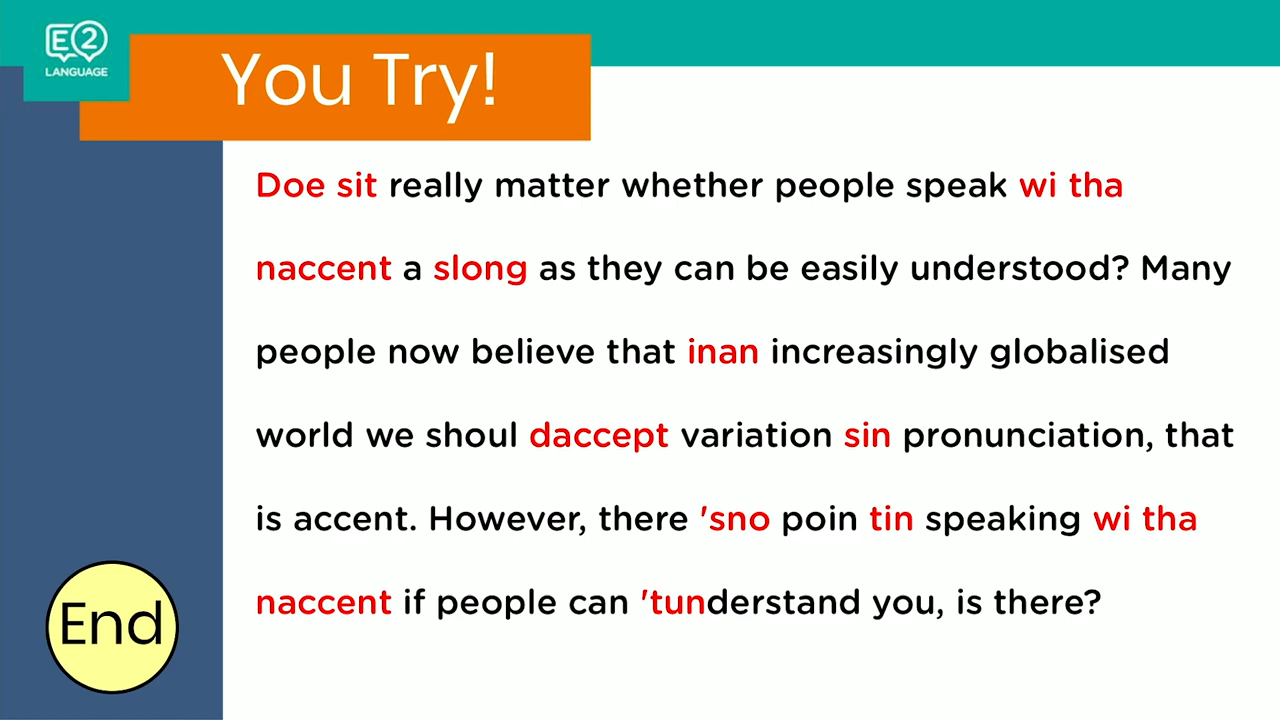 E2
LANGUAGE
You Try!
Doe sit really matter whether people speak wi tha
naccent a slong as they can be easily understood? Many
people now believe that inan increasingly globalised
world we shoul daccept variation sin pronunciation, that
is accent. However, there 'sno poin tin speaking wi tha
naccent if people can 'tunderstand you, is there?
End